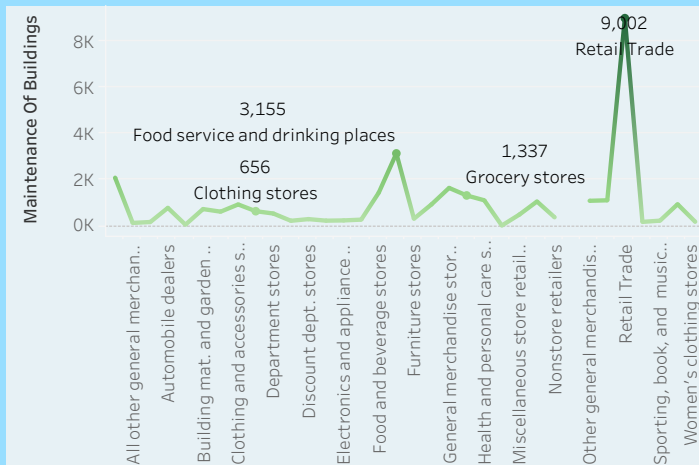 Maintenance Of Buildings
8K
6K
4K
2K
0K
9,002
Retail Trade
3,155
Food service and drinking places
656
Clothing stores
1,337
Grocery stores
All other general merchan..
Automobile dealers
Building mat. and garden ..
Clothing and accessories s..
Department stores
Discount dept. stores
Electronics and appliance ..
Food and beverage stores
Furniture stores
General merchandise stor..
Health and personal care s..
Miscellaneous store retail..
Nonstore retailers
Other general merchandis..
Retail Trade
Sporting, book, and music..
Women's clothing stores